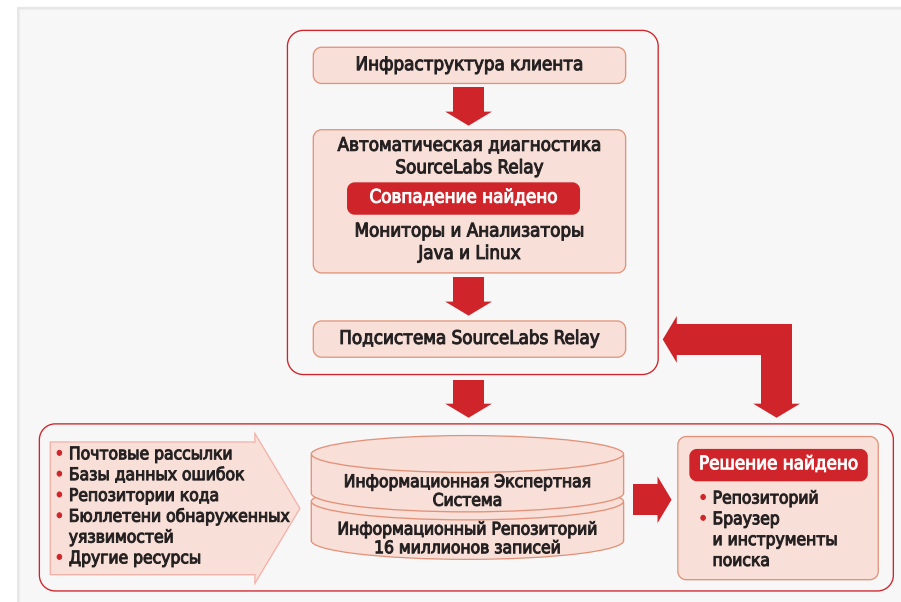 Инфраструктура клиента
Автоматическая диагностика
SourceLabs Relay
Совпадение найдено
Мониторы и Анализаторы
Java и Linux
Подсистема SourceLabs Relay
• Почтовые рассылки
• Базы данных ошибок
• Репозитории кода
• Бюллетени обнаруженных
уязвимостей
• Другие ресурсы
Информационная Экспертная
Система
Информационный Репозиторий
16 миллионов записей
Решение найдено
• Репозиторий
• Браузер
и инструменты
поиска